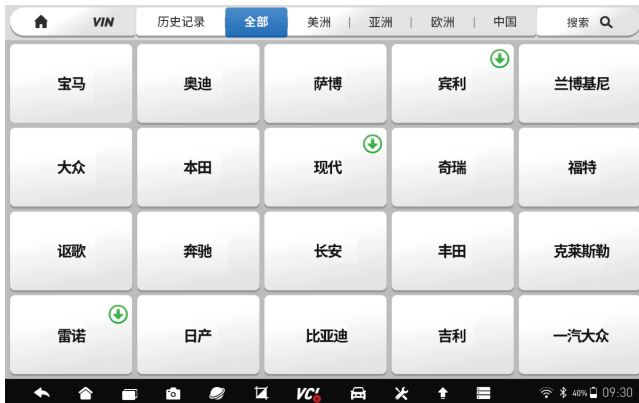 VIN 历史记录 全部 美洲 | 亚洲 | 欧洲 | 中国 搜索
宝马 奥迪 萨博 宾利 兰博基尼
大众 本田 现代 奇瑞 福特
讴歌 奔驰 长安 丰田 克莱斯勒
雷诺 日产 比亚迪 吉利 一汽大众
VCI 40% 09:30